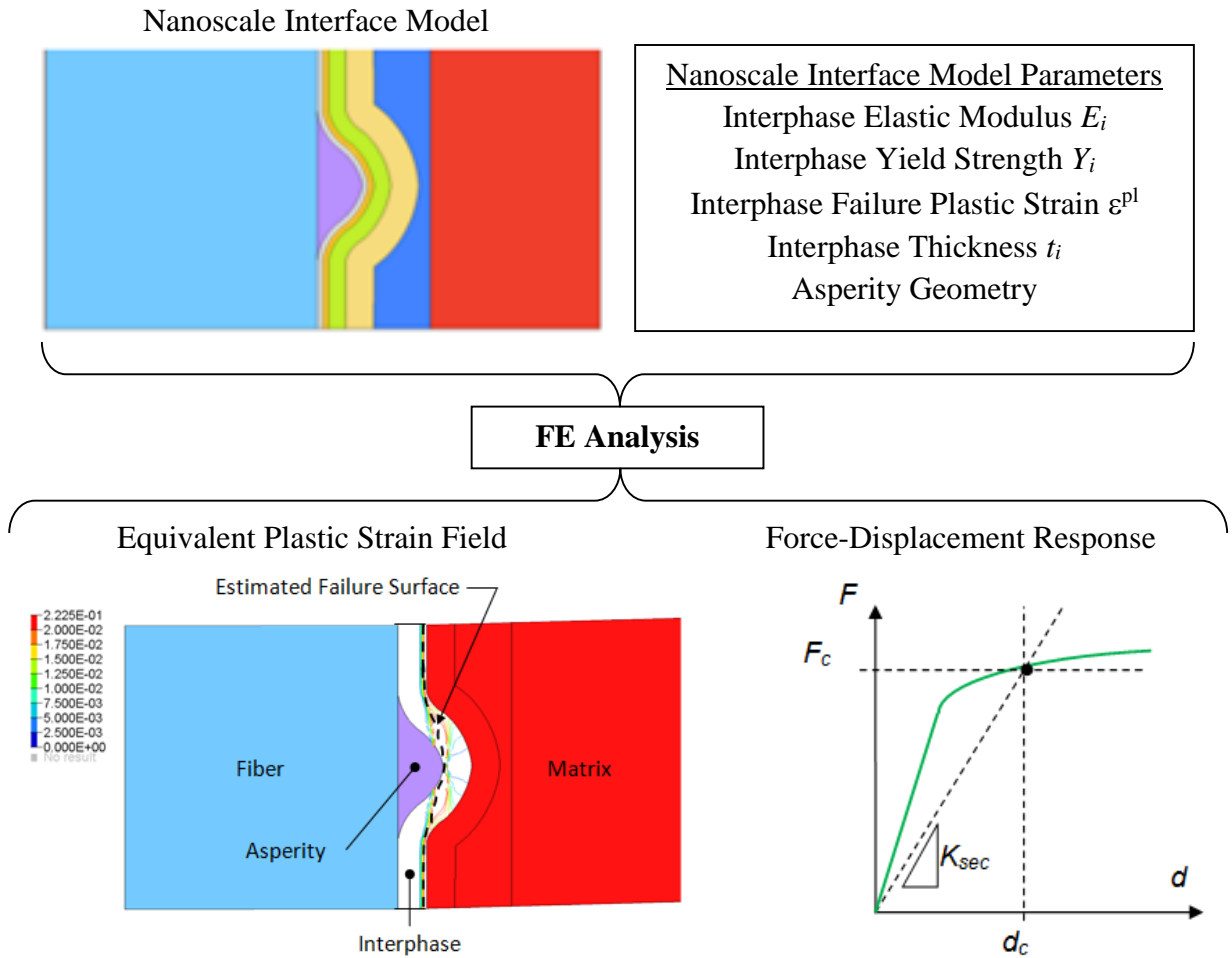 Nanoscale Interface Model
Nanoscale Interface Model Parameters
Interphase Elastic Modulus Ei
Interphase Yield Strength Yi
Interphase Failure Plastic Strain εpl
Interphase Thickness ti
Asperity Geometry
FE Analysis
Equivalent Plastic Strain Field
Estimated Failure Surface
2.225E-01
2.000E-02
1.750E-02
1.500E-02
1.250E-02
1.000E-02
7.500E-03
5.000E-03
2.500E-03
0.000E+00
No result
Fiber
Matrix
Asperity
Interphase
Force-Displacement Response
F
Fc
Ksec
d
dc